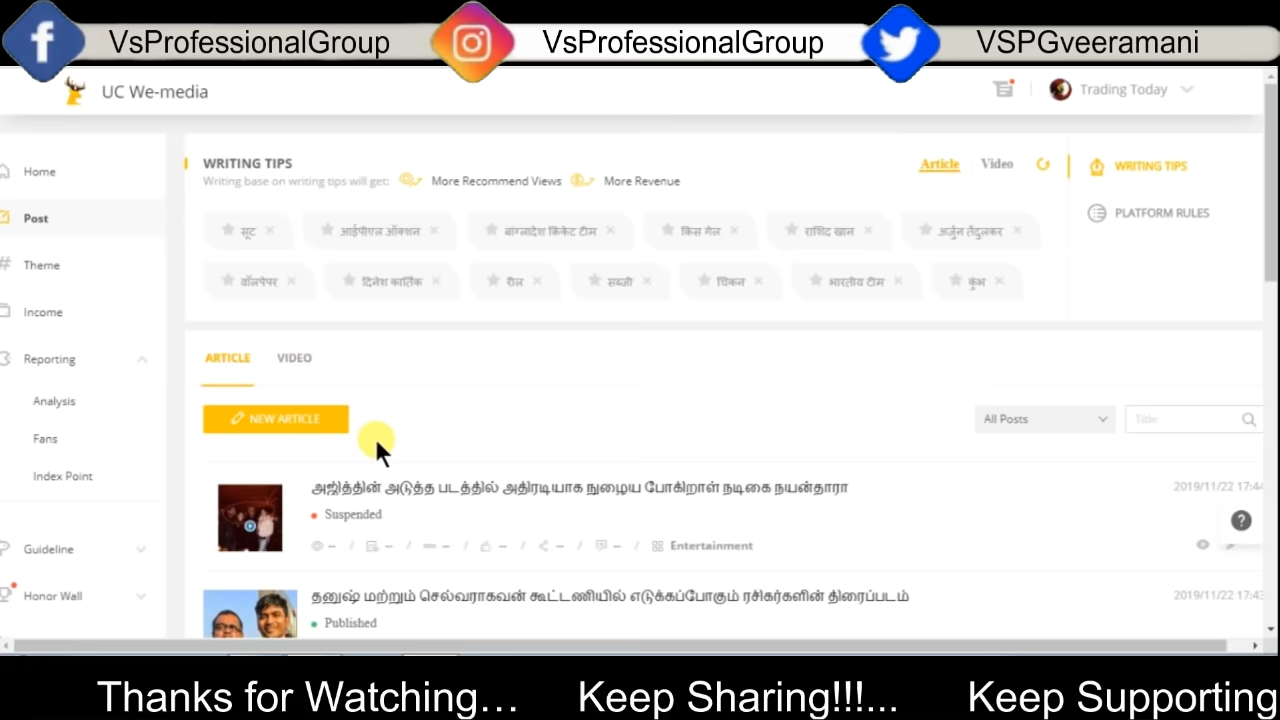 VsProfessionalGroup VsProfessionalGroup VSPGveeramani
UC We-media Trading Today
WRITING TIPS Article Video
Writing base on writing tips will get: More Recommend Views More Revenue
सूट आईपीएल ऑक्शन बांग्लादेश क्रिकेट टीम क्रिस गेल राशिद खान अर्जुन तेंदुलकर
वॉलपेपर दिनेश कार्तिक रील सब्जी चिकन भारतीय टीम कुंभ
WRITING TIPS
PLATFORM RULES
Home
Post
Theme
Income
Reporting
Analysis
Fans
Index Point
Guideline
Honor Wall
ARTICLE VIDEO
NEW ARTICLE All Posts Title
அஜித்தின் அடுத்த படத்தில் அதிரடியாக நுழைய போகிறாள் நடிகை நயன்தாரா 2019/11/22 17:44
Suspended
-- / -- / -- / -- / -- / -- / Entertainment
தனுஷ் மற்றும் செல்வராகவன் கூட்டணியில் எடுக்கப்போகும் ரசிகர்களின் திரைப்படம் 2019/11/22 17:43
Published
Thanks for Watching... Keep Sharing!!!... Keep Supporting